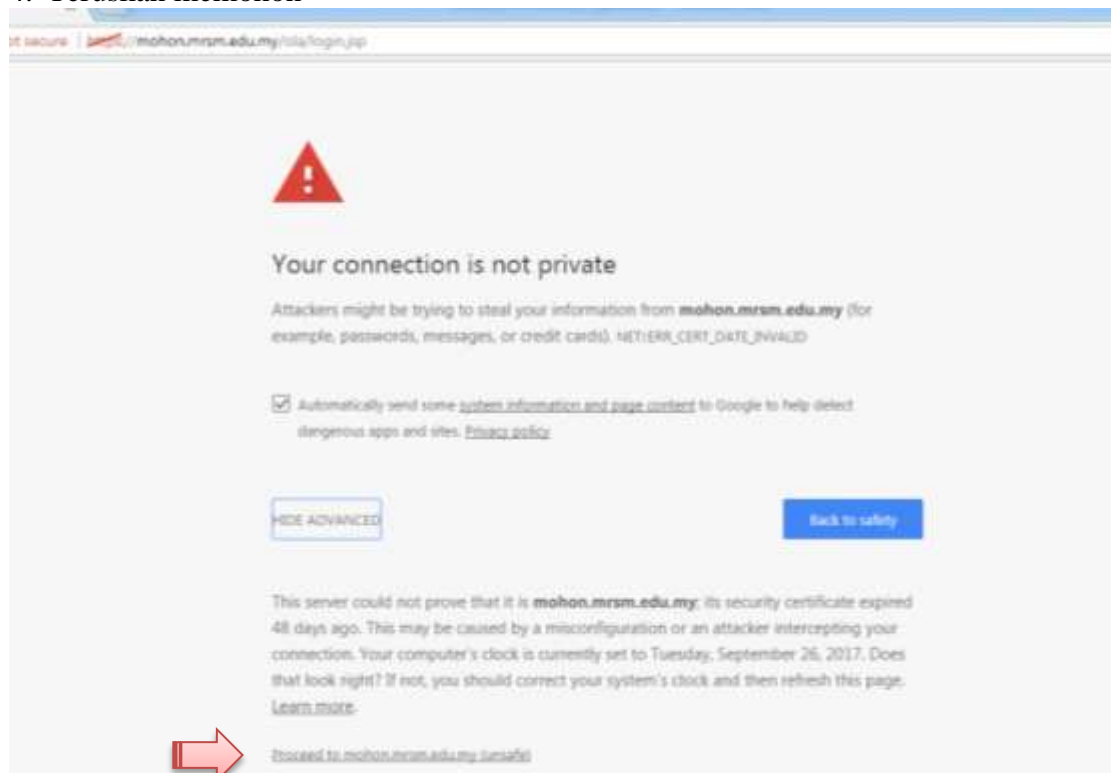 4. Teruskan memohon
ot secure | https://mohon.mrsm.edu.my/ola/login.jsp
Your connection is not private
Attackers might be trying to steal your information from mohon.mrsm.edu.my (for
example, passwords, messages, or credit cards). NET::ERR_CERT_DATE_INVALID
Automatically send some system information and page content to Google to help detect
dangerous apps and sites. Privacy policy
HIDE ADVANCED
Back to safety
This server could not prove that it is mohon.mrsm.edu.my; its security certificate expired
48 days ago. This may be caused by a misconfiguration or an attacker intercepting your
connection. Your computer's clock is currently set to Tuesday, September 26, 2017. Does
that look right? If not, you should correct your system's clock and then refresh this page.
Learn more.
Proceed to mohon.mrsm.edu.my (unsafe)